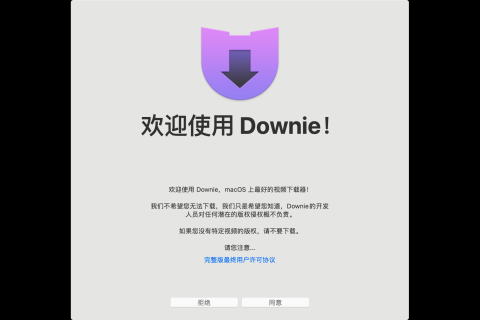 欢迎使用 Downie！
欢迎使用 Downie，macOS 上最好的视频下载器！
我们不希望您无法下载，我们只是希望您知道，Downie的开发
人员对任何潜在的版权侵权概不负责。
如果您没有特定视频的版权，请不要下载。
请您注意...
完整版最终用户许可协议
拒绝
同意